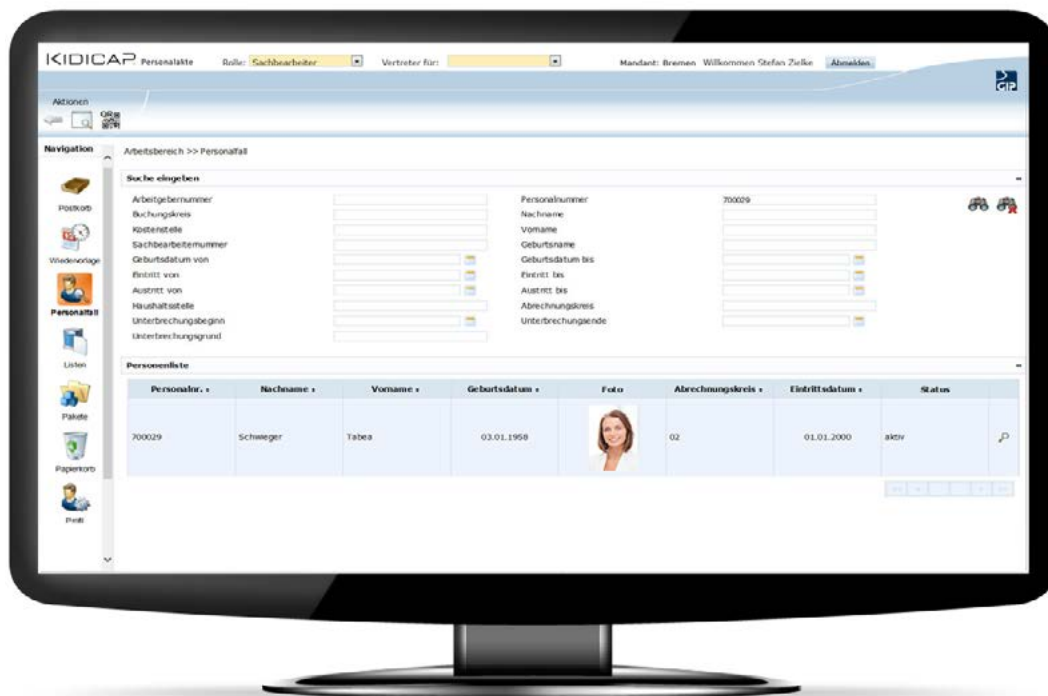 KIDICAP Personalakte Rolle: Sachbearbeiter Vertreter für: Mandant: Bremen Willkommen Stefan Zielke Abmelden
GIP
Aktionen
QR
Navigation
Arbeitsbereich >> Personalfall
Suche eingeben
Arbeitgebernummer Personalnummer 700029
Buchungskreis Nachname
Kostenstelle Vorname
Sachbearbeiternummer Geburtsname
Geburtsdatum von Geburtsdatum bis
Eintritt von Eintritt bis
Austritt von Austritt bis
Haushaltsstelle Abrechnungskreis
Unterbrechungsbeginn Unterbrechungsende
Unterbrechungsgrund
Postkorb
Wiedervorlage
Personalfall
Listen
Pakete
Papierkorb
Profil
Personenliste
Personalnr. Nachname Vorname Geburtsdatum Foto Abrechnungskreis Eintrittsdatum Status
700029 Schwieger Tabea 03.01.1958 02 01.01.2000 aktiv